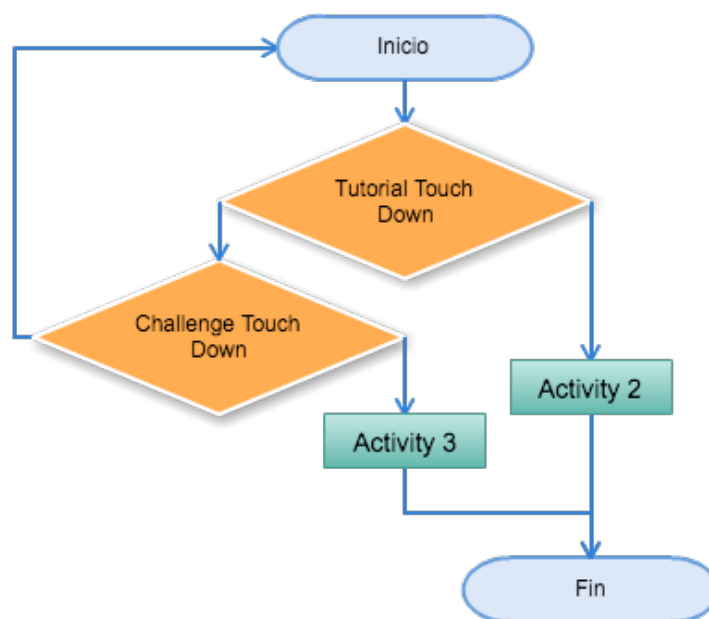 Inicio
Tutorial Touch
Down
Challenge Touch
Down
Activity 2
Activity 3
Fin